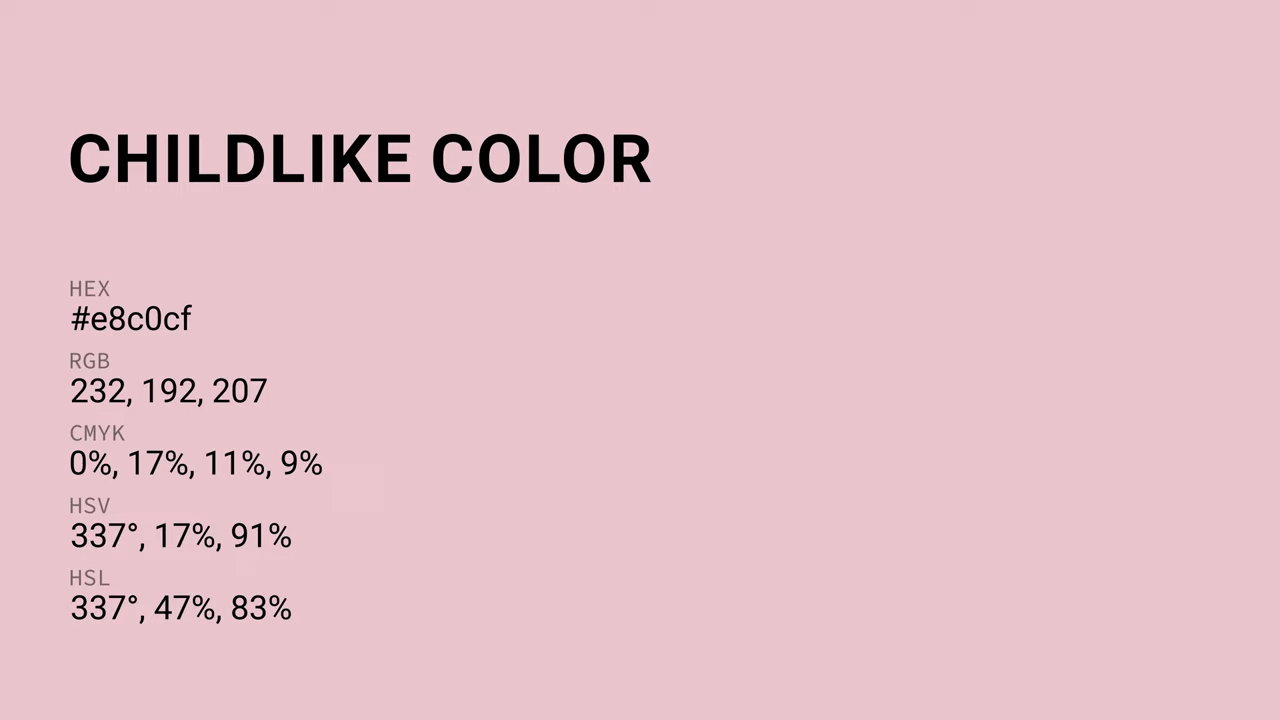 CHILDLIKE COLOR
HEX
#e8c0cf
RGB
232, 192, 207
CMYK
0%, 17%, 11%, 9%
HSV
337°, 17%, 91%
HSL
337°, 47%, 83%